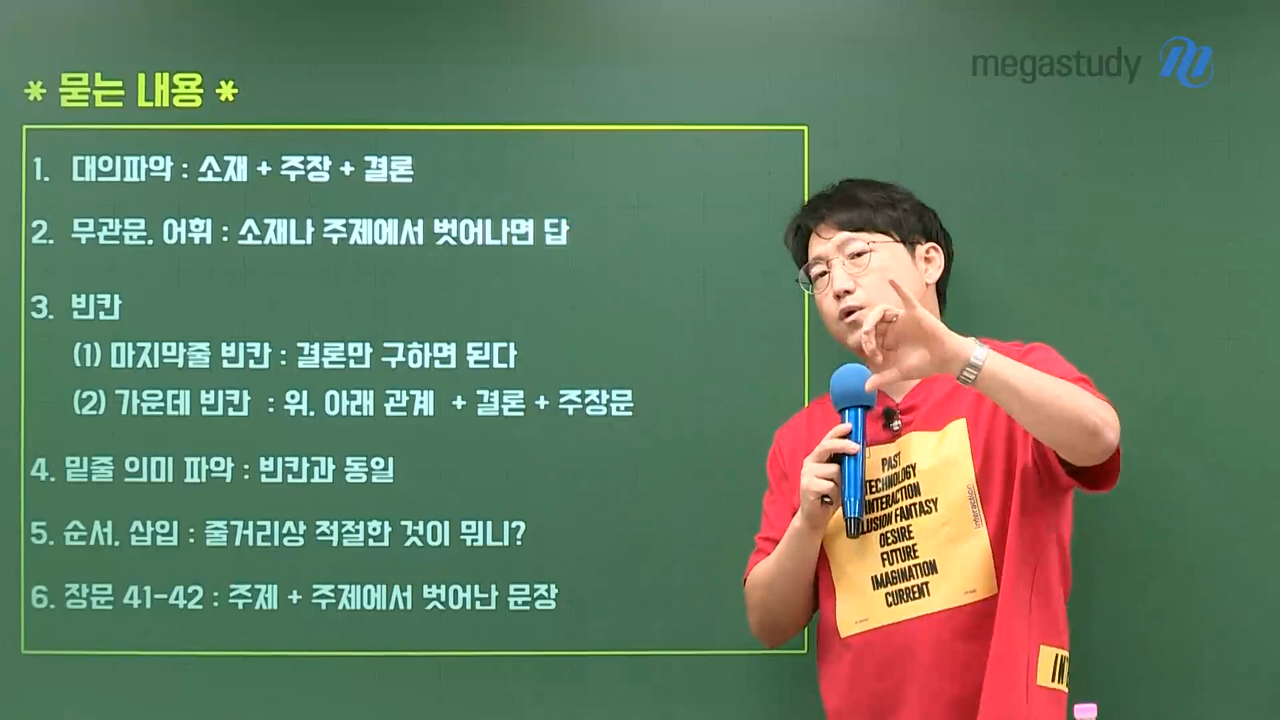 megastudy
* 묻는 내용 *
1. 대의파악 : 소재 + 주장 + 결론
2. 무관문, 어휘 : 소재나 주제에서 벗어나면 답
3. 빈칸
(1) 마지막줄 빈칸 : 결론만 구하면 된다
(2) 가운데 빈칸 : 위, 아래 관계 + 결론 + 주장문
4. 밑줄 의미 파악 : 빈칸과 동일
5. 순서, 삽입 : 줄거리상 적절한 것이 뭐니?
6. 장문 41-42 : 주제 + 주제에서 벗어난 문장
PAST
TECHNOLOGY
INTERACTION
LUSION FANTASY
DESIRE
FUTURE
IMAGINATION
CURRENT
interaction